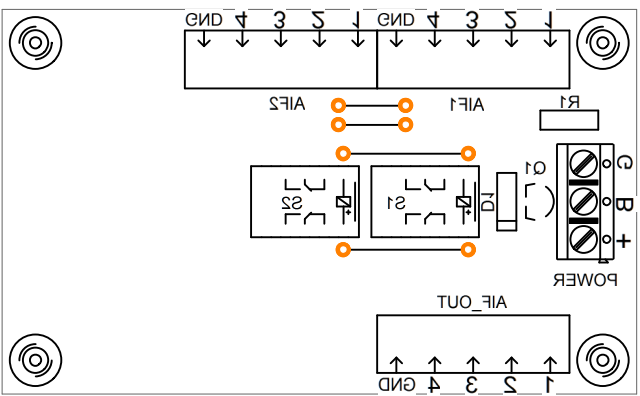 GND 4 3 2 1 GND 4 3 2 1
AIF2 AIF1 R1
Q1 G
S2 S1 D1 B
+ + +
POWER
AIF_OUT
GND 4 3 2 1